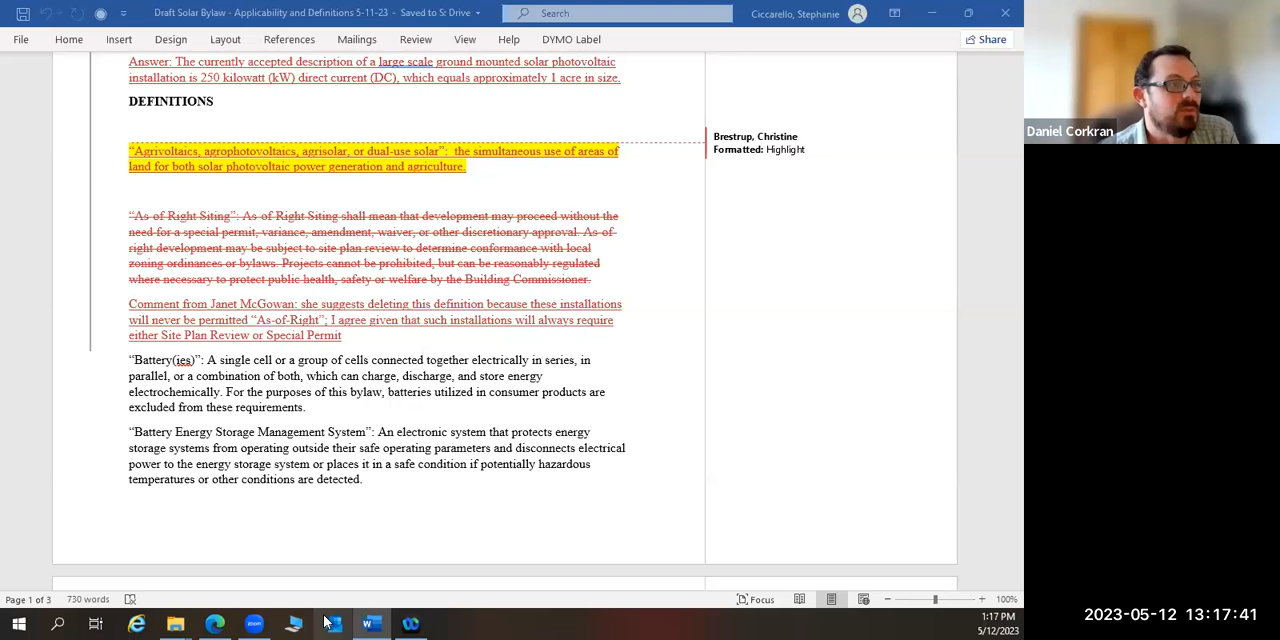 Draft Solar Bylaw - Applicability and Definitions 5-11-23 - Saved to S: Drive
Search
Ciccarello, Stephanie
File Home Insert Design Layout References Mailings Review View Help DYMO Label
Share
Answer: The currently accepted description of a large scale ground mounted solar photovoltaic
installation is 250 kilowatt (kW) direct current (DC), which equales approximately 1 acre in size.
DEFINITIONS
“Agrivoltaics, agrophotovoltaics, agrisolar, or dual-use solar”: the simultaneous use of areas of
land for both solar photovoltaic power generation and agriculture.
Brestrup, Christine
Formatted: Highlight
“As-of-Right Siting”: As-of-Right Siting shall mean that development may proceed without the
need for a special permit, variance, amendment, waiver, or other discretionary approval. As-of-
right development may be subject to site plan review to determine conformance with local
zoning ordinances or bylaws. Projects cannot be prohibited, but can be reasonably regulated
where necessary to protect public health, safety or welfare by the Building Commissioner.
Comment from Janet McGowan: she suggests deleting this definition because these installations
will never be permitted “As-of-Right”; I agree given that such installations will always require
either Site Plan Review or Special Permit
“Battery(ies)”: A single cell or a group of cells connected together electrically in series, in
parallel, or a combination of both, which can charge, discharge, and store energy
electrochemically. For the purposes of this bylaw, batteries utilized in consumer products are
excluded from these requirements.
“Battery Energy Storage Management System”: An electronic system that protects energy
storage systems from operating outside their safe operating parameters and disconnects electrical
power to the energy storage system or places it in a safe condition if potentially hazardous
temperatures or other conditions are detected.
Daniel Corkran
Page 1 of 3 730 words
Focus
100%
zoom
1:17 PM
5/12/2023
2023-05-12 13:17:41